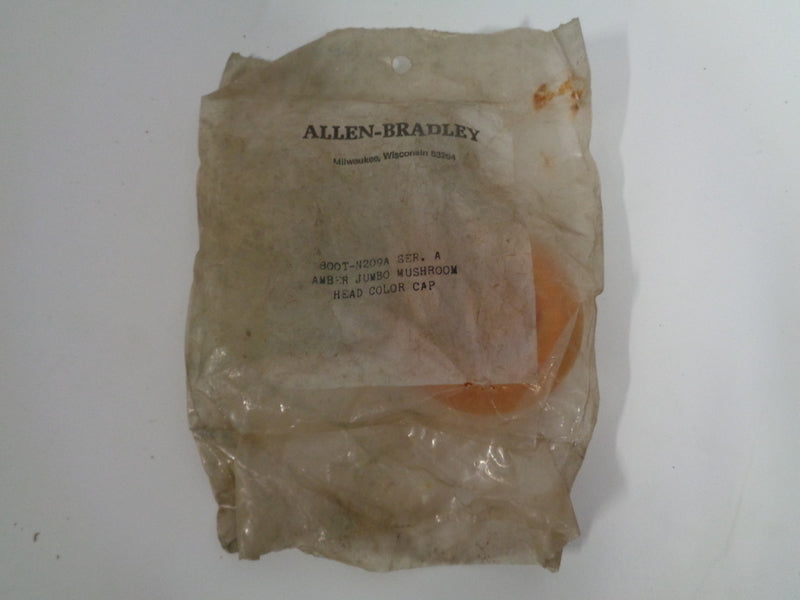 ALLEN-BRADLEY
Milwaukee, Wisconsin 53204
800T-N209A SER. A
AMBER JUMBO MUSHROOM
HEAD COLOR CAP